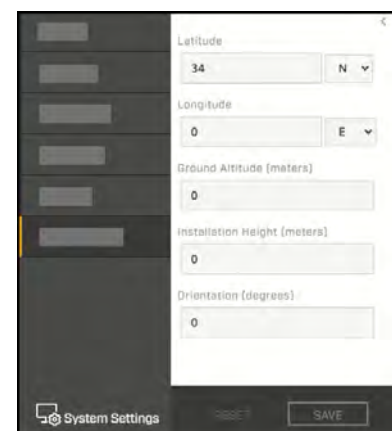 Latitude
34 N
Longitude
0 E
Ground Altitude (meters)
0
Installation Height (meters)
0
Orientation (degrees)
0
System Settings RESET SAVE